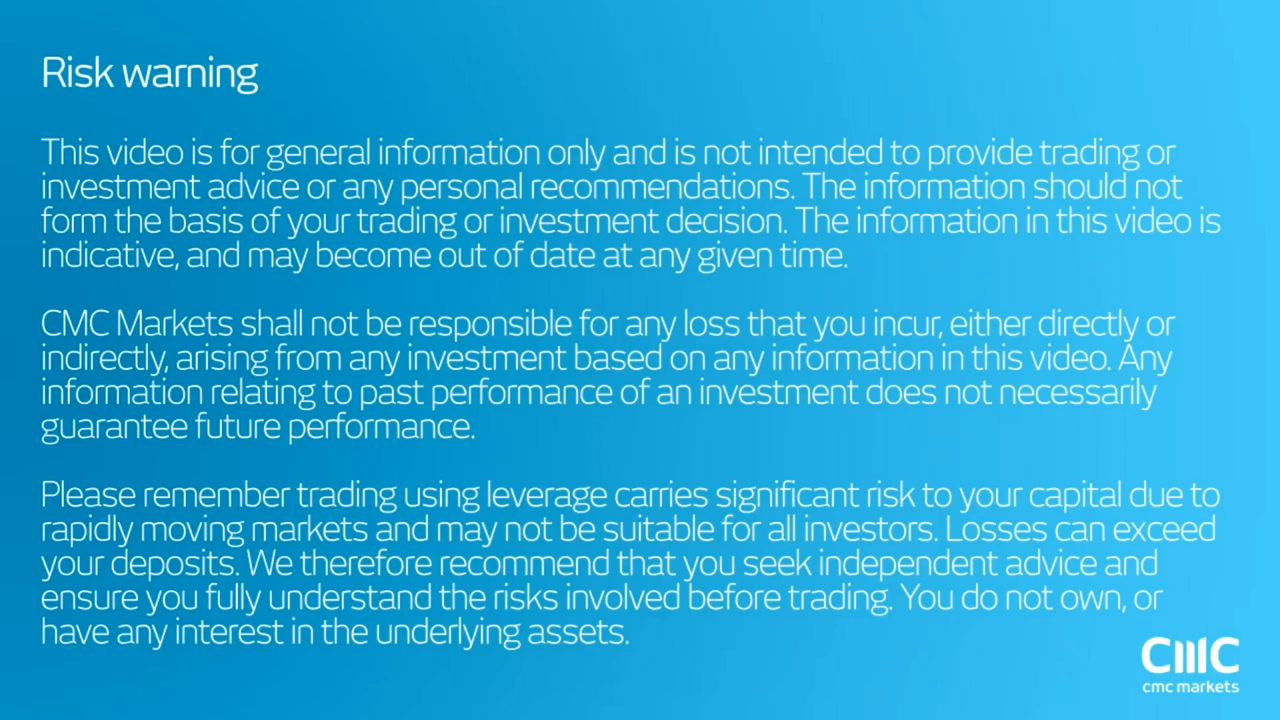 Risk warning
This video is for general information only and is not intended to provide trading or
investment advice or any personal recommendations. The information should not
form the basis of your trading or investment decision. The information in this video is
indicative, and may become out of date at any given time.
CMC Markets shall not be responsible for any loss that you incur, either directly or
indirectly, arising from any investment based on any information in this video. Any
information relating to past performance of an investment does not necessarily
guarantee future performance.
Please remember trading using leverage carries significant risk to your capital due to
rapidly moving markets and may not be suitable for all investors. Losses can exceed
your deposits. We therefore recommend that you seek independent advice and
ensure you fully understand the risks involved before trading. You do not own, or
have any interest in the underlying assets.
CMC
cmc markets